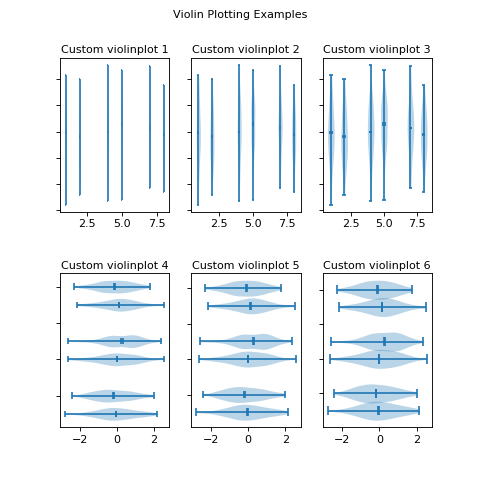 Violin Plotting Examples
Custom violinplot 1 Custom violinplot 2 Custom violinplot 3
2.5 5.0 7.5 2.5 5.0 7.5 2.5 5.0 7.5
Custom violinplot 4 Custom violinplot 5 Custom violinplot 6
−2 0 2 −2 0 2 −2 0 2